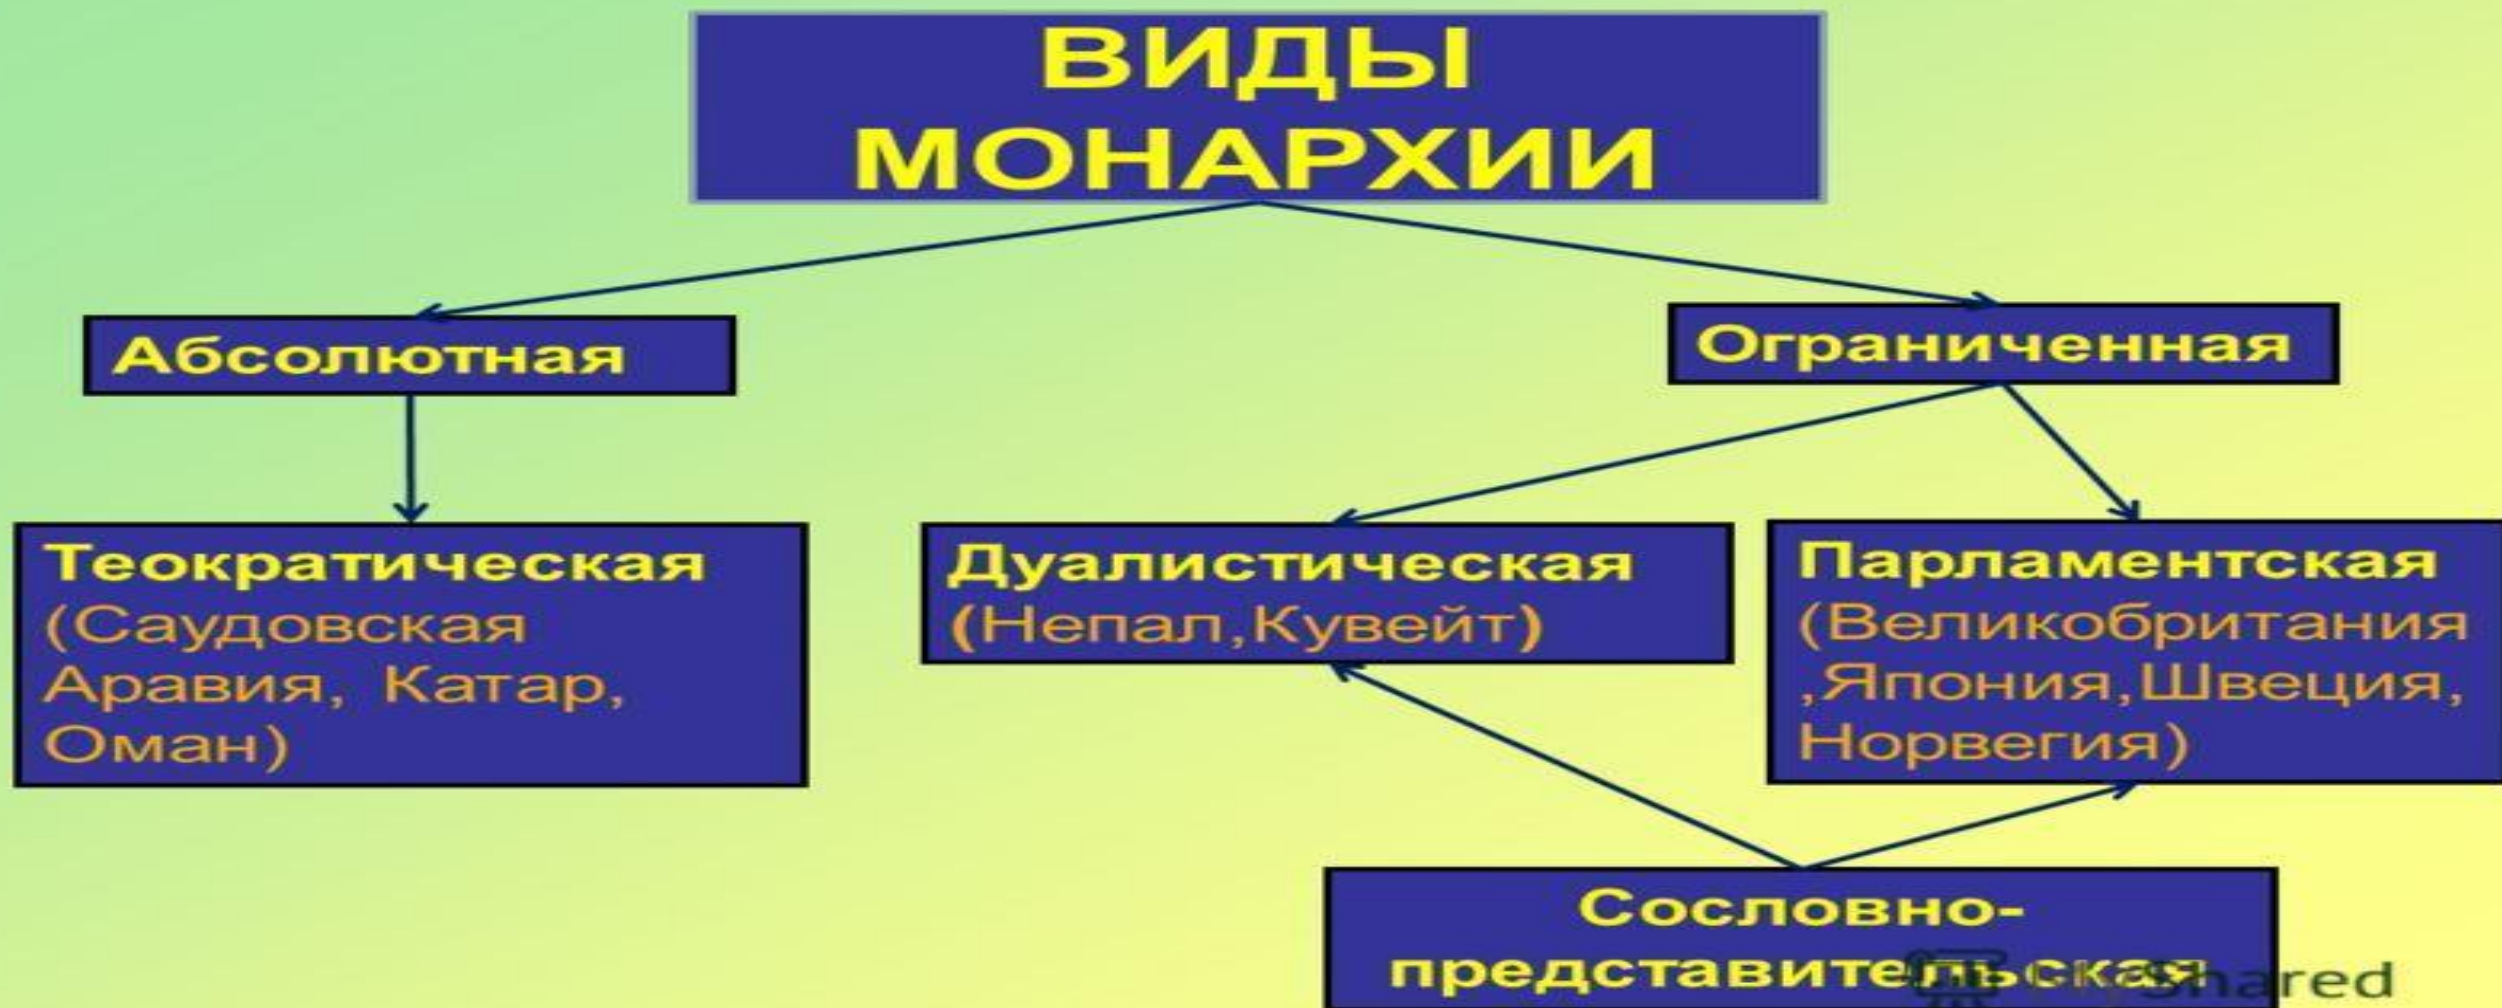 ВИДЫ
МОНАРХИИ
Абсолютная
Ограниченная
Теократическая
(Саудовская
Аравия, Катар,
Оман)
Дуалистическая
(Непал,Кувейт)
Парламентская
(Великобритания
,Япония,Швеция,
Норвегия)
Сословно-
представительская
MyShared